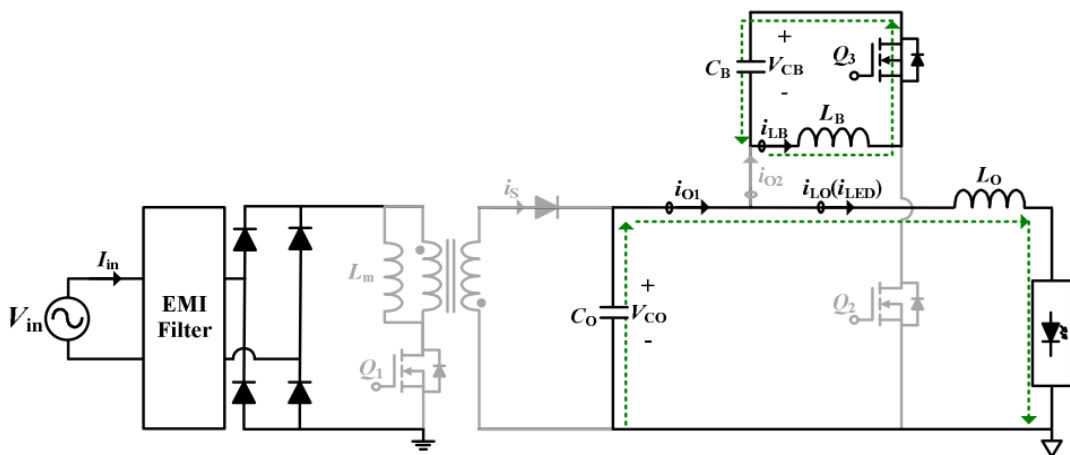 +
Q3
CB
VCB
-
LB
iLB
iO2
LO
iS
iO1
iLO(iLED)
Iin
Lm
EMI
Filter
Vin
+
CO
VCO
-
Q2
Q1